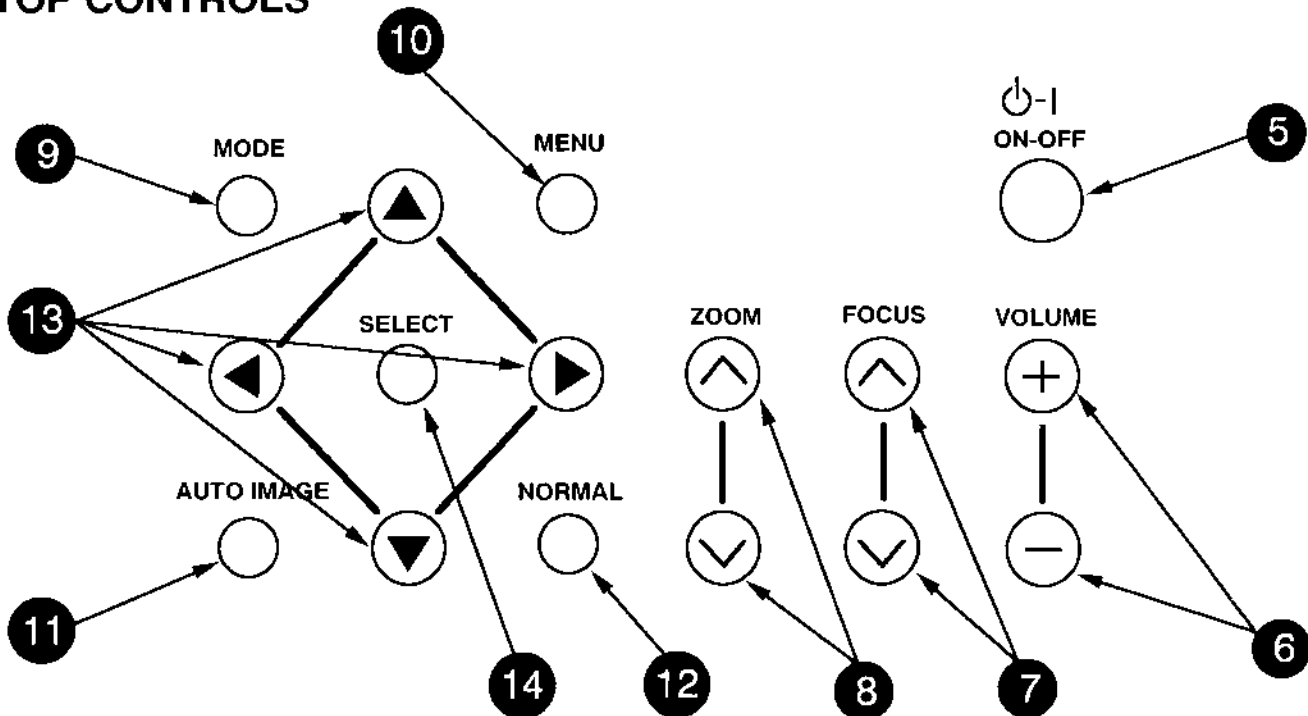 TOP CONTROLS
10
5
9
MODE
MENU
ON-OFF
13
SELECT
ZOOM
FOCUS
VOLUME
AUTO IMAGE
NORMAL
11
14
12
8
7
6